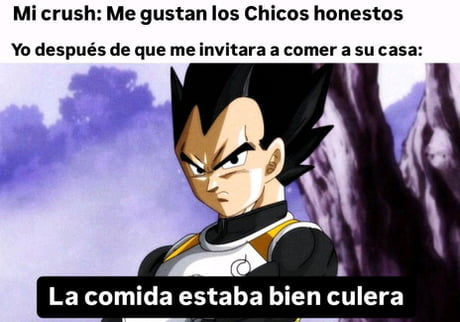 Mi crush: Me gustan los Chicos honestos
Yo después de que me invitara a comer a su casa:
La comida estaba bien culera